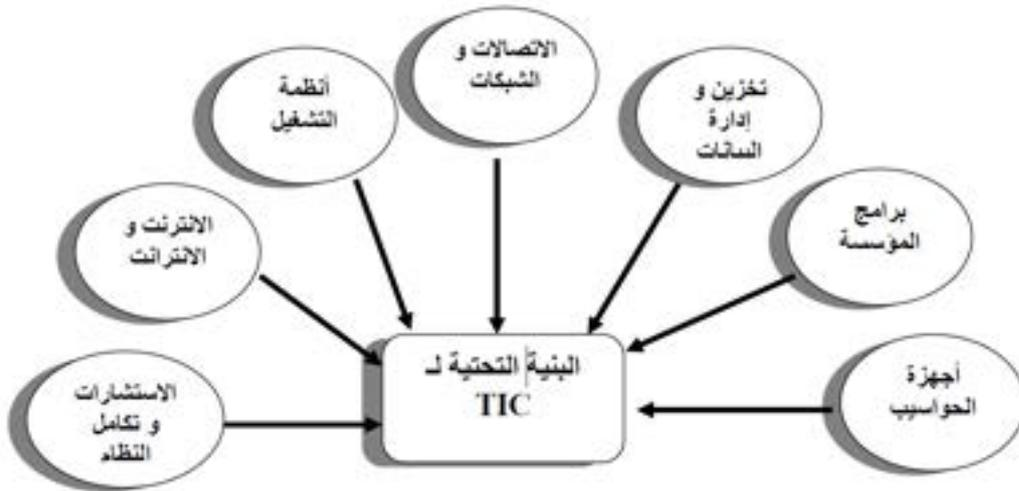 الاتصالات و
الشبكات
أنظمة
التشغيل
تخزين و
إدارة
البيانات
الانترنت و
الانترانت
برامج
المؤسسة
البنية التحتية لـ
TIC
أجهزة
الحواسيب
الاستشارات
و تكامل
النظام